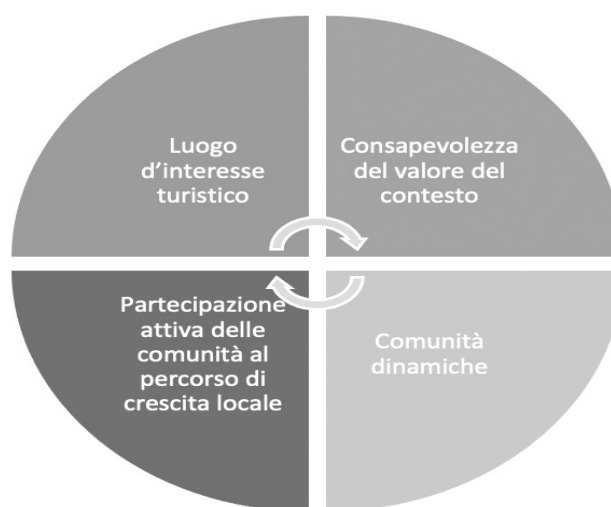 Luogo
d'interesse
turistico
Consapevolezza
del valore del
contesto
Partecipazione
attiva delle
comunità al
percorso di
crescita locale
Comunità
dinamiche